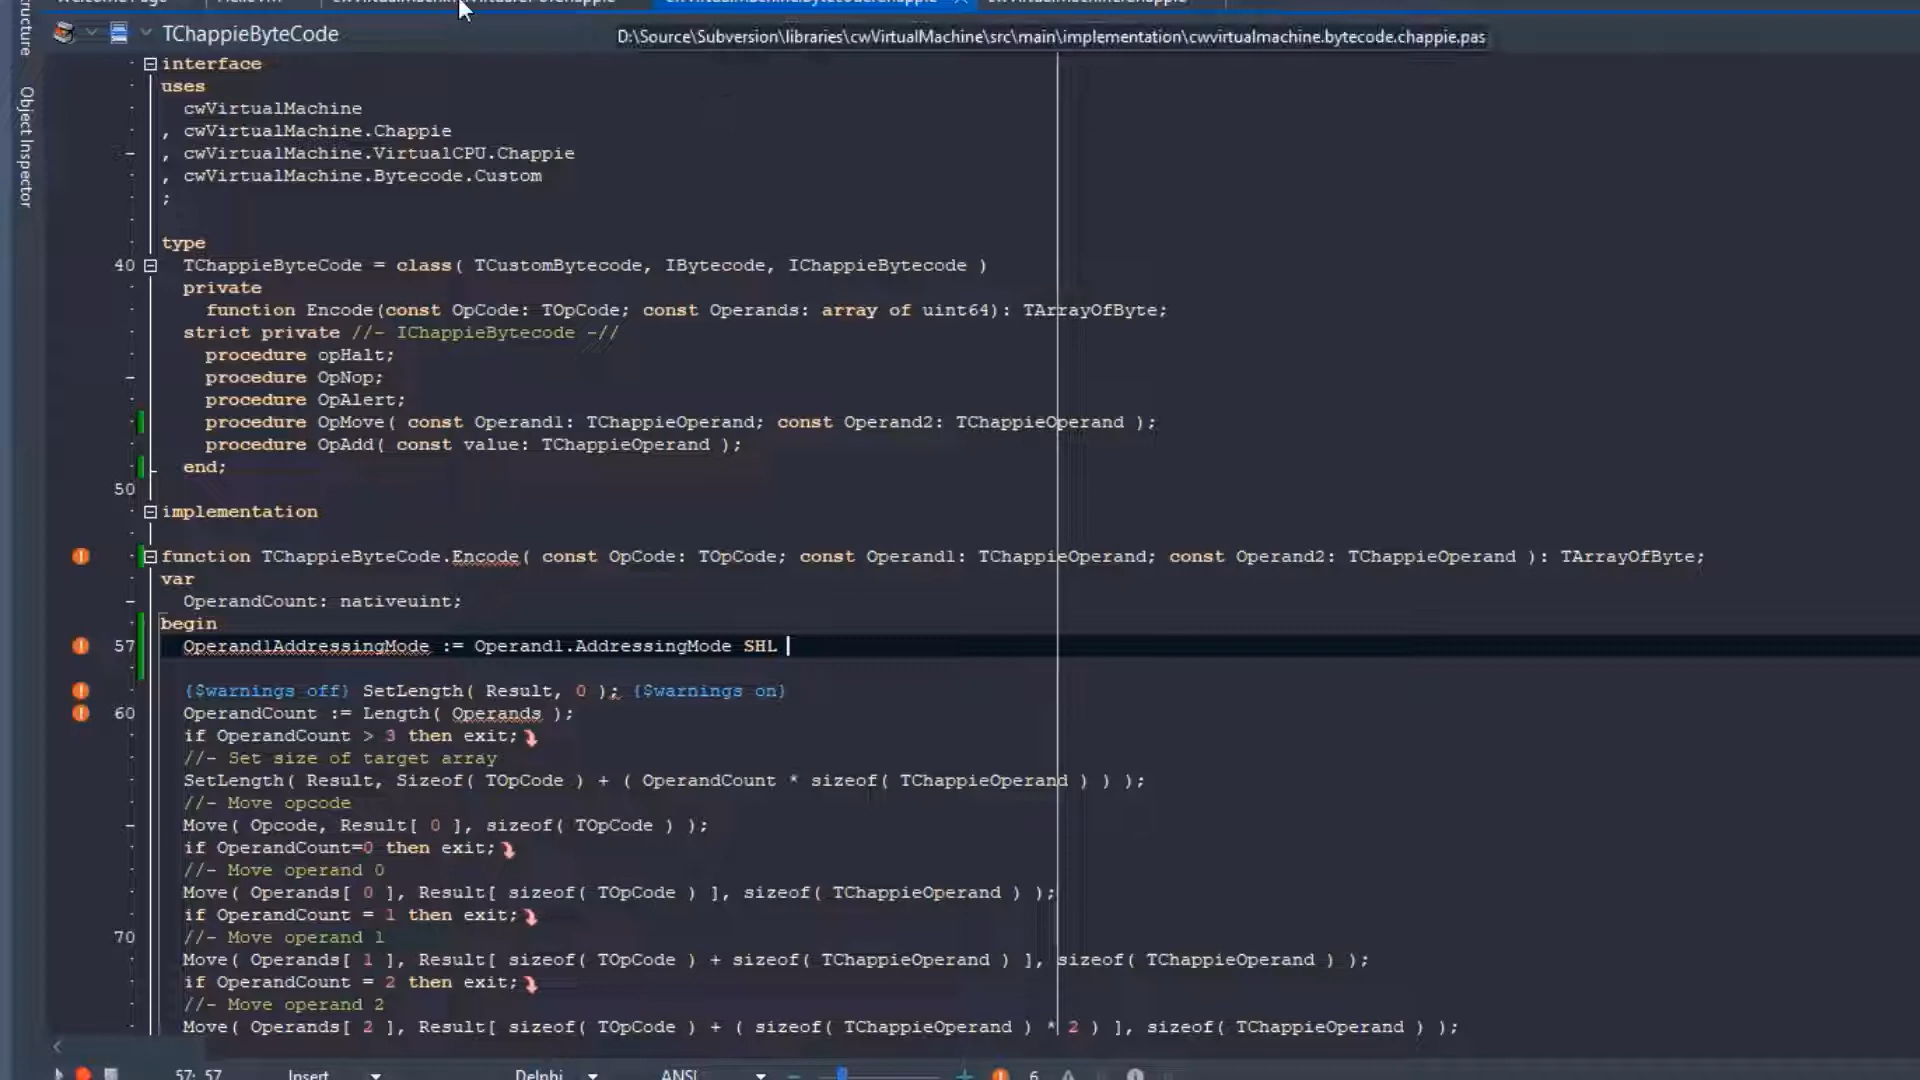 TChappieByteCode
D:\Source\Subversion\libraries\cwVirtualMachine\src\main\implementation\cwvirtualmachine.bytecode.chappie.pas
Object Inspector
interface
uses
cwVirtualMachine
, cwVirtualMachine.Chappie
, cwVirtualMachine.VirtualCPU.Chappie
, cwVirtualMachine.Bytecode.Custom
;
type
40 TChappieByteCode = class( TCustomBytecode, IBytecode, IChappieBytecode )
private
function Encode(const OpCode: TOpCode; const Operands: array of uint64): TArrayOfByte;
strict private //- IChappieBytecode -//
procedure opHalt;
procedure OpNop;
procedure OpAlert;
procedure OpMove( const Operand1: TChappieOperand; const Operand2: TChappieOperand );
procedure OpAdd( const value: TChappieOperand );
end;
50
implementation
function TChappieByteCode.Encode( const OpCode: TOpCode; const Operand1: TChappieOperand; const Operand2: TChappieOperand ): TArrayOfByte;
var
OperandCount: nativeuint;
begin
57 Operand1AddressingMode := Operand1.AddressingMode SHL
{$warnings off} SetLength( Result, 0 ); {$warnings on}
60 OperandCount := Length( Operands );
if OperandCount > 3 then exit;
//- Set size of target array
SetLength( Result, Sizeof( TOpCode ) + ( OperandCount * sizeof( TChappieOperand ) ) );
//- Move opcode
Move( Opcode, Result[ 0 ], sizeof( TOpCode ) );
if OperandCount=0 then exit;
//- Move operand 0
Move( Operands[ 0 ], Result[ sizeof( TOpCode ) ], sizeof( TChappieOperand ) );
if OperandCount = 1 then exit;
70 //- Move operand 1
Move( Operands[ 1 ], Result[ sizeof( TOpCode ) + sizeof( TChappieOperand ) ], sizeof( TChappieOperand ) );
if OperandCount = 2 then exit;
//- Move operand 2
Move( Operands[ 2 ], Result[ sizeof( TOpCode ) + ( sizeof( TChappieOperand ) * 2 ) ], sizeof( TChappieOperand ) );
57: 57 Insert Delphi ANSI 6